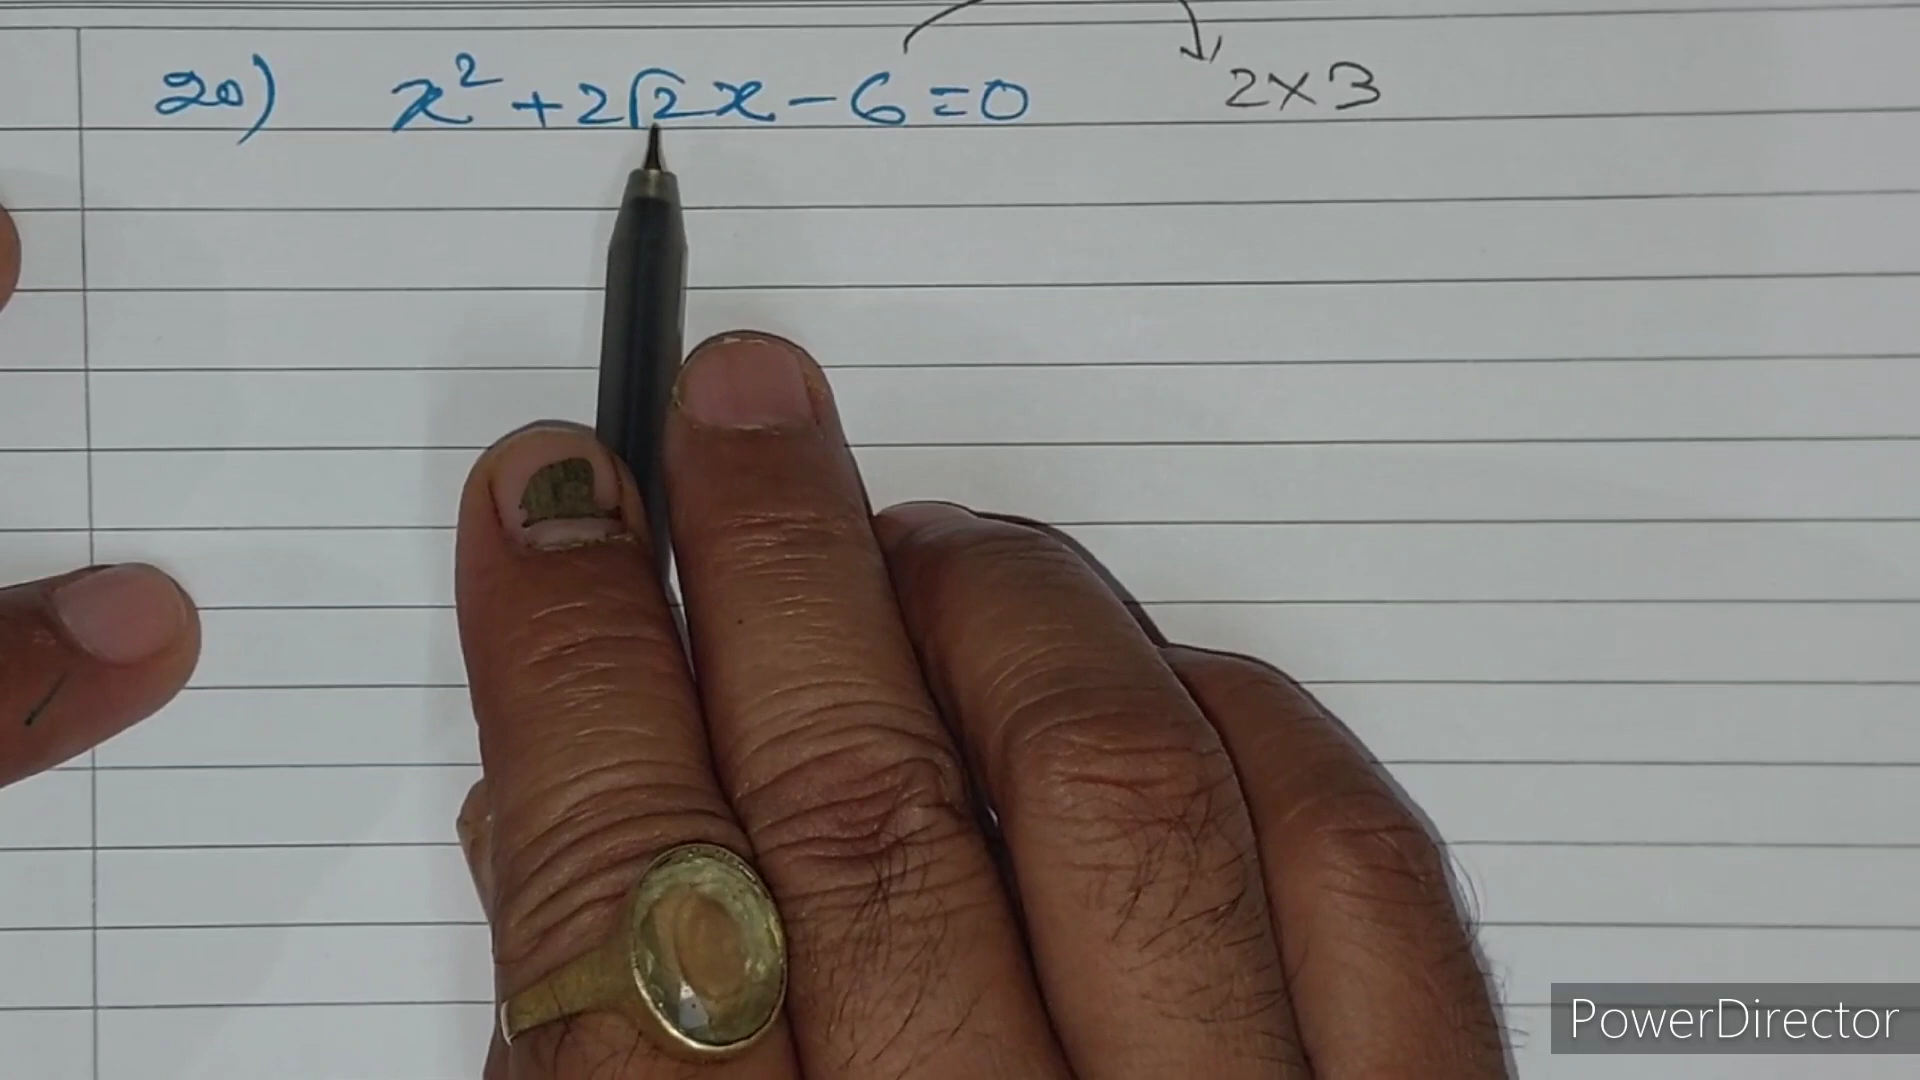 20) x² + 2√2x - 6 = 0 2×3
PowerDirector